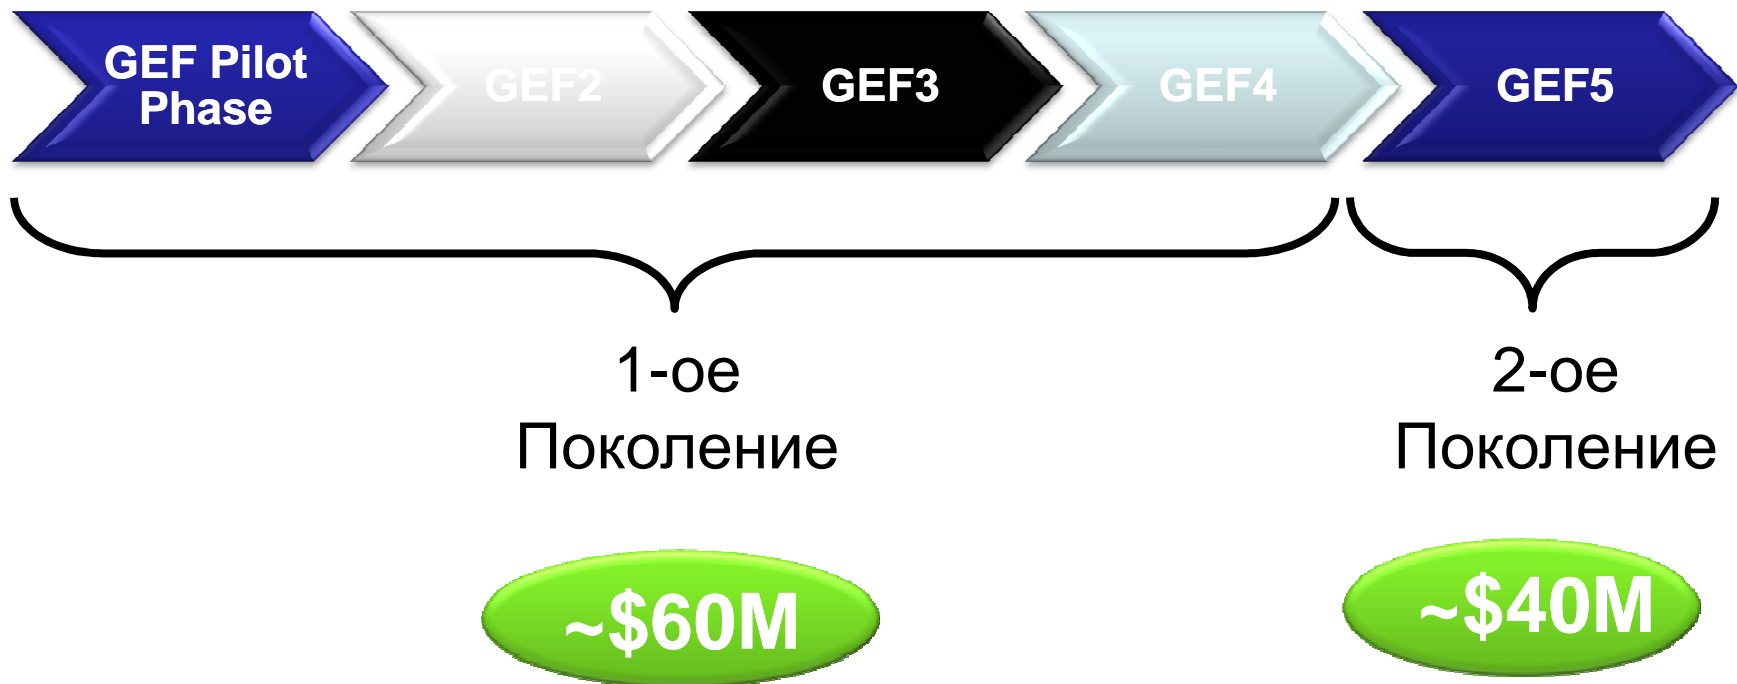 GEF Pilot
Phase
GEF2
GEF3
GEF4
GEF5
1-ое
Поколение
2-ое
Поколение
~$60M
~$40M